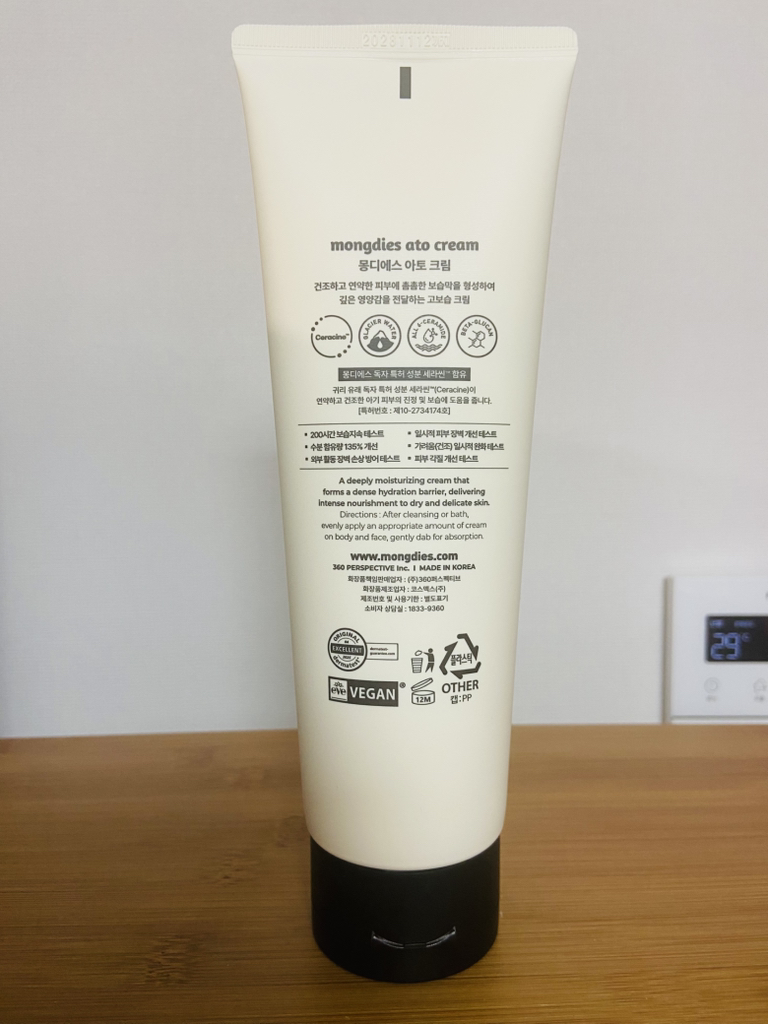 mongdies ato cream
몽디에스 아토 크림
건조하고 연약한 피부에 촘촘한 보습막을 형성하여
깊은 영양감을 전달하는 고보습 크림
Ceracine™
GLACIER WATER
ALL 6-CERAMIDE
BETA-GLUCAN
몽디에스 독자 특허 성분 세라씬™ 함유
귀리 유래 독자 특허 성분 세라씬™(Ceracine)이
연약하고 건조한 아기 피부의 진정 및 보습에 도움을 줍니다.
[특허번호 : 제10-2734174호]
• 200시간 보습지속 테스트 • 일시적 피부 장벽 개선 테스트
• 수분 함유량 135% 개선 • 가려움(건조) 일시적 완화 테스트
• 외부 활동 장벽 손상 방어 테스트 • 피부 각질 개선 테스트
A deeply moisturizing cream that
forms a dense hydration barrier, delivering
intense nourishment to dry and delicate skin.
Directions : After cleansing or bath,
evenly apply an appropriate amount of cream
on body and face, gently dab for absorption.
www.mongdies.com
360 PERSPECTIVE Inc. I MADE IN KOREA
화장품책임판매업자 : (주)360퍼스펙티브
화장품제조업자 : 코스맥스(주)
제조번호 및 사용기한 : 별도표기
소비자 상담실 : 1833-9360
ORIGINAL
EXCELLENT
dermatest®
dermatest-
guarantee.com
플라스틱
OTHER
캡:PP
eve
VEGAN®
12M
29